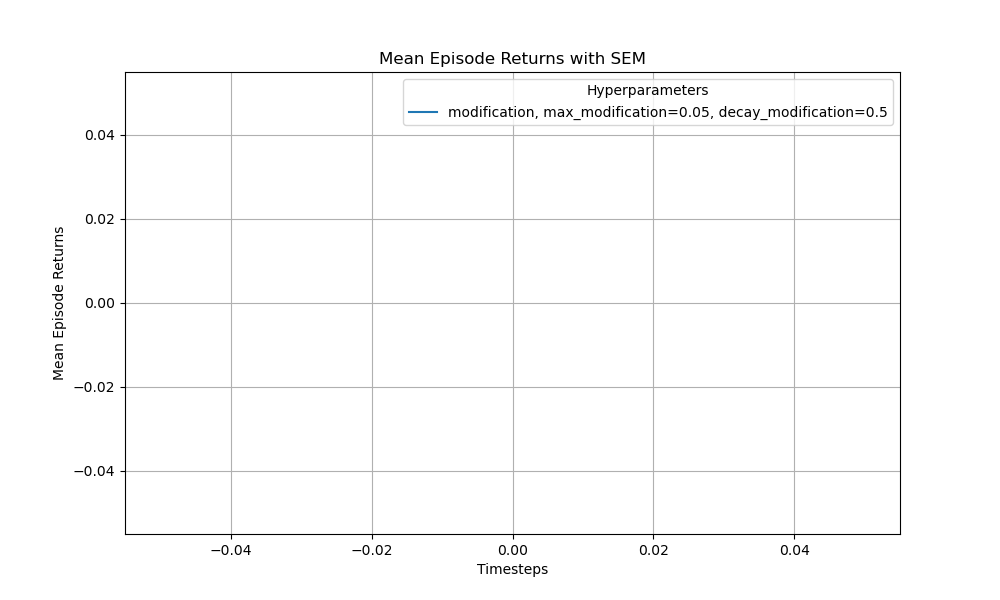 Mean Episode Returns with SEM
Hyperparameters
modification, max_modification=0.05, decay_modification=0.5
Mean Episode Returns
0.04
0.02
0.00
−0.02
−0.04
−0.04
−0.02
0.00
0.02
0.04
Timesteps